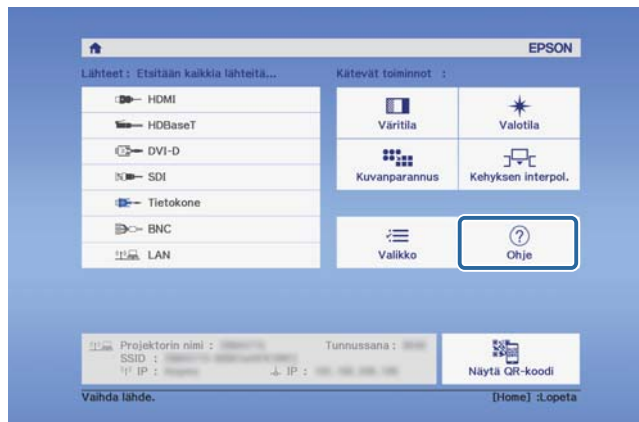 EPSON
Lähteet : Etsitään kaikkia lähteitä...
Kätevät toiminnot :
HDMI
HDBaseT
DVI-D
SDI
Tietokone
BNC
LAN
Väritila
Valotila
Kuvanparannus
Kehyksen interpol.
Valikko
Ohje
Projektorin nimi :
Tunnussana :
SSID :
IP :
IP :
Näytä QR-koodi
Vaihda lähde.
[Home] :Lopeta